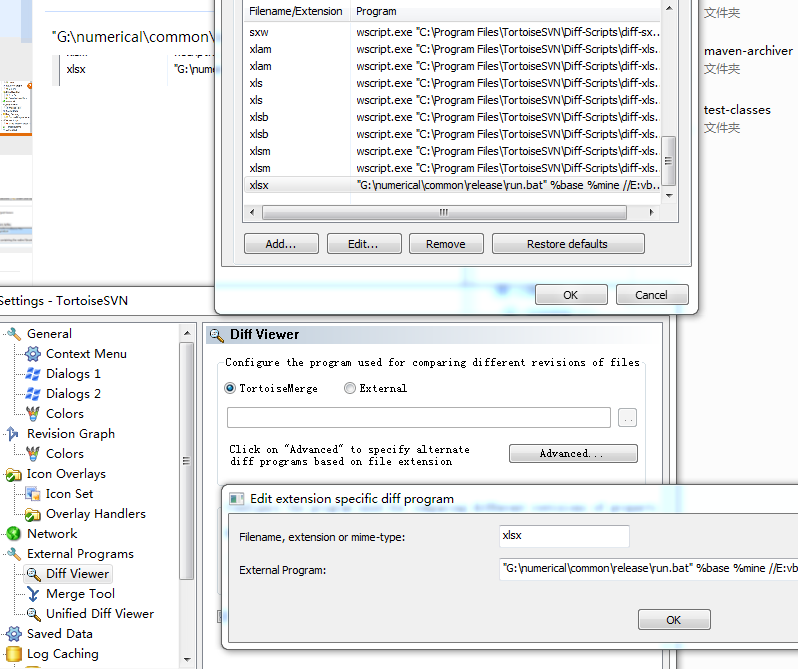 "G:\numerical\common\
xlsx "G:\nume
Filename/Extension Program
sxw wscript.exe "C:\Program Files\TortoiseSVN\Diff-Scripts\diff-sx...
xlam wscript.exe "C:\Program Files\TortoiseSVN\Diff-Scripts\diff-xls.
xlam wscript.exe "C:\Program Files\TortoiseSVN\Diff-Scripts\diff-xls.
xls wscript.exe "C:\Program Files\TortoiseSVN\Diff-Scripts\diff-xls.
xls wscript.exe "C:\Program Files\TortoiseSVN\Diff-Scripts\diff-xls.
xlsb wscript.exe "C:\Program Files\TortoiseSVN\Diff-Scripts\diff-xls.
xlsb wscript.exe "C:\Program Files\TortoiseSVN\Diff-Scripts\diff-xls.
xlsm wscript.exe "C:\Program Files\TortoiseSVN\Diff-Scripts\diff-xls.
xlsm wscript.exe "C:\Program Files\TortoiseSVN\Diff-Scripts\diff-xls.
xlsx "G:\numerical\common\release\run.bat" %base %mine //E:vb...
Add... Edit... Remove Restore defaults
OK Cancel
文件夹
maven-archiver
文件夹
test-classes
文件夹
Settings - TortoiseSVN
General
Context Menu
Dialogs 1
Dialogs 2
Colors
Revision Graph
Colors
Icon Overlays
Icon Set
Overlay Handlers
Network
External Programs
Diff Viewer
Merge Tool
Unified Diff Viewer
Saved Data
Log Caching
Diff Viewer
Configure the program used for comparing different revisions of files
TortoiseMerge External
...
Click on "Advanced" to specify alternate
diff programs based on file extension
Advanced...
Edit extension specific diff program
Filename, extension or mime-type: xlsx
External Program: "G:\numerical\common\release\run.bat" %base %mine //E:vb
OK